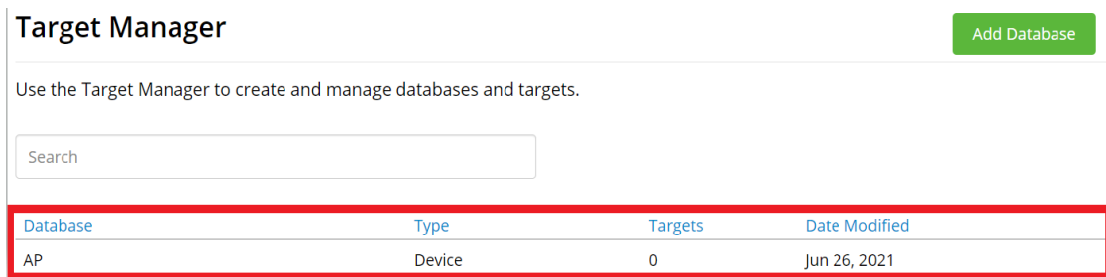 Target Manager
Add Database
Use the Target Manager to create and manage databases and targets.
Search
Database Type Targets Date Modified
AP Device 0 Jun 26, 2021